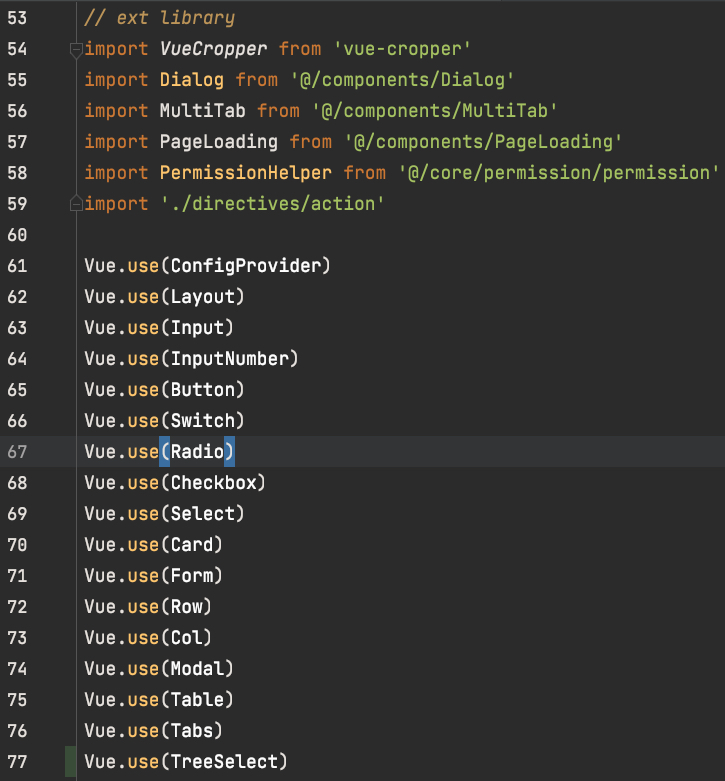 53 // ext library
54 import VueCropper from 'vue-cropper'
55 import Dialog from '@/components/Dialog'
56 import MultiTab from '@/components/MultiTab'
57 import PageLoading from '@/components/PageLoading'
58 import PermissionHelper from '@/core/permission/permission'
59 import './directives/action'
60
61 Vue.use(ConfigProvider)
62 Vue.use(Layout)
63 Vue.use(Input)
64 Vue.use(InputNumber)
65 Vue.use(Button)
66 Vue.use(Switch)
67 Vue.use(Radio)
68 Vue.use(Checkbox)
69 Vue.use(Select)
70 Vue.use(Card)
71 Vue.use(Form)
72 Vue.use(Row)
73 Vue.use(Col)
74 Vue.use(Modal)
75 Vue.use(Table)
76 Vue.use(Tabs)
77 Vue.use(TreeSelect)